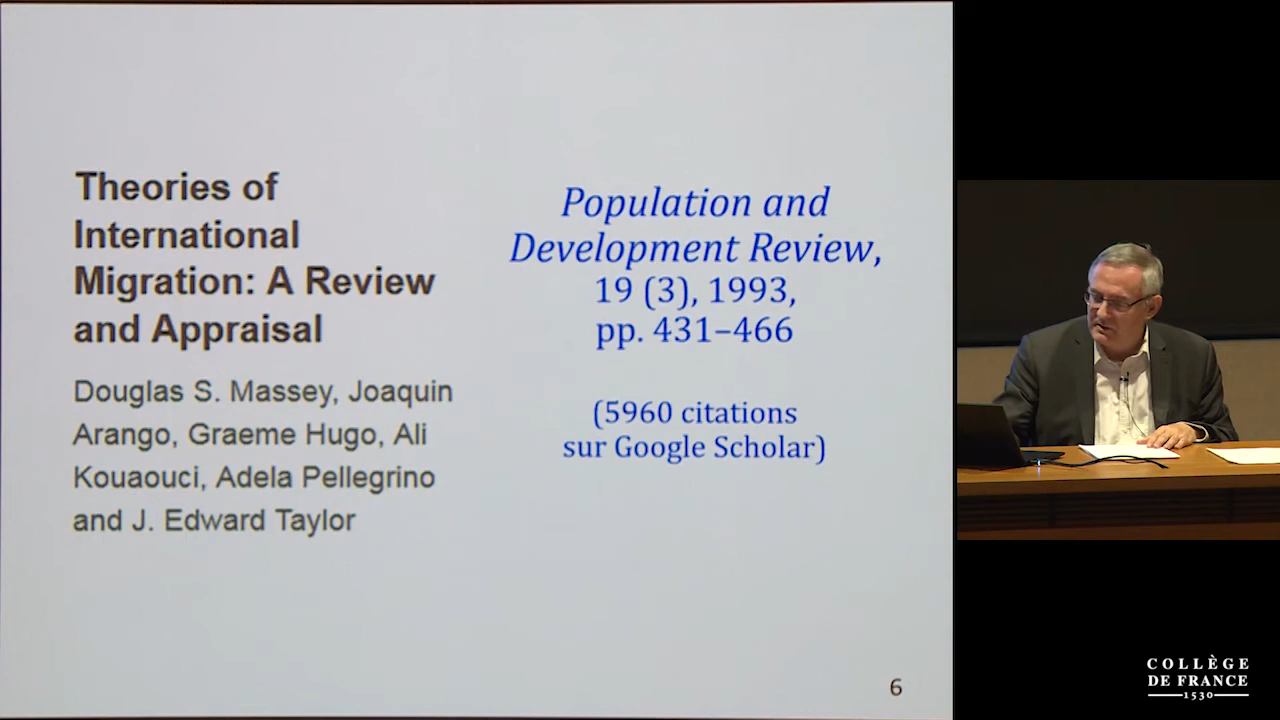 Theories of
International
Migration: A Review
and Appraisal
Douglas S. Massey, Joaquin
Arango, Graeme Hugo, Ali
Kouaouci, Adela Pellegrino
and J. Edward Taylor
Population and
Development Review,
19 (3), 1993,
pp. 431–466
(5960 citations
sur Google Scholar)
6
COLLÈGE
DE FRANCE
1530